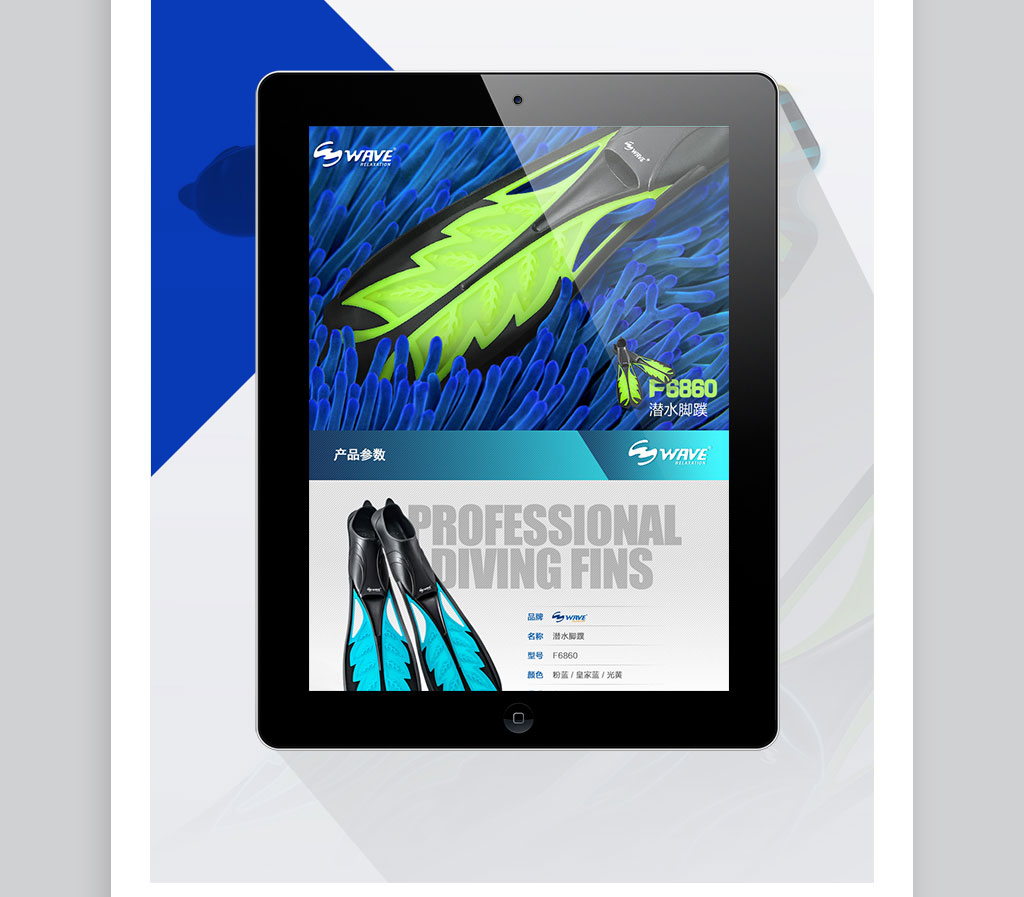 WAVE
RELAXATION
WAVE
F6860
潜水脚蹼
产品参数
WAVE
RELAXATION
PROFESSIONAL
DIVING FINS
品牌 WAVE
名称 潜水脚蹼
型号 F6860
颜色 粉蓝 / 皇家蓝 / 光黄